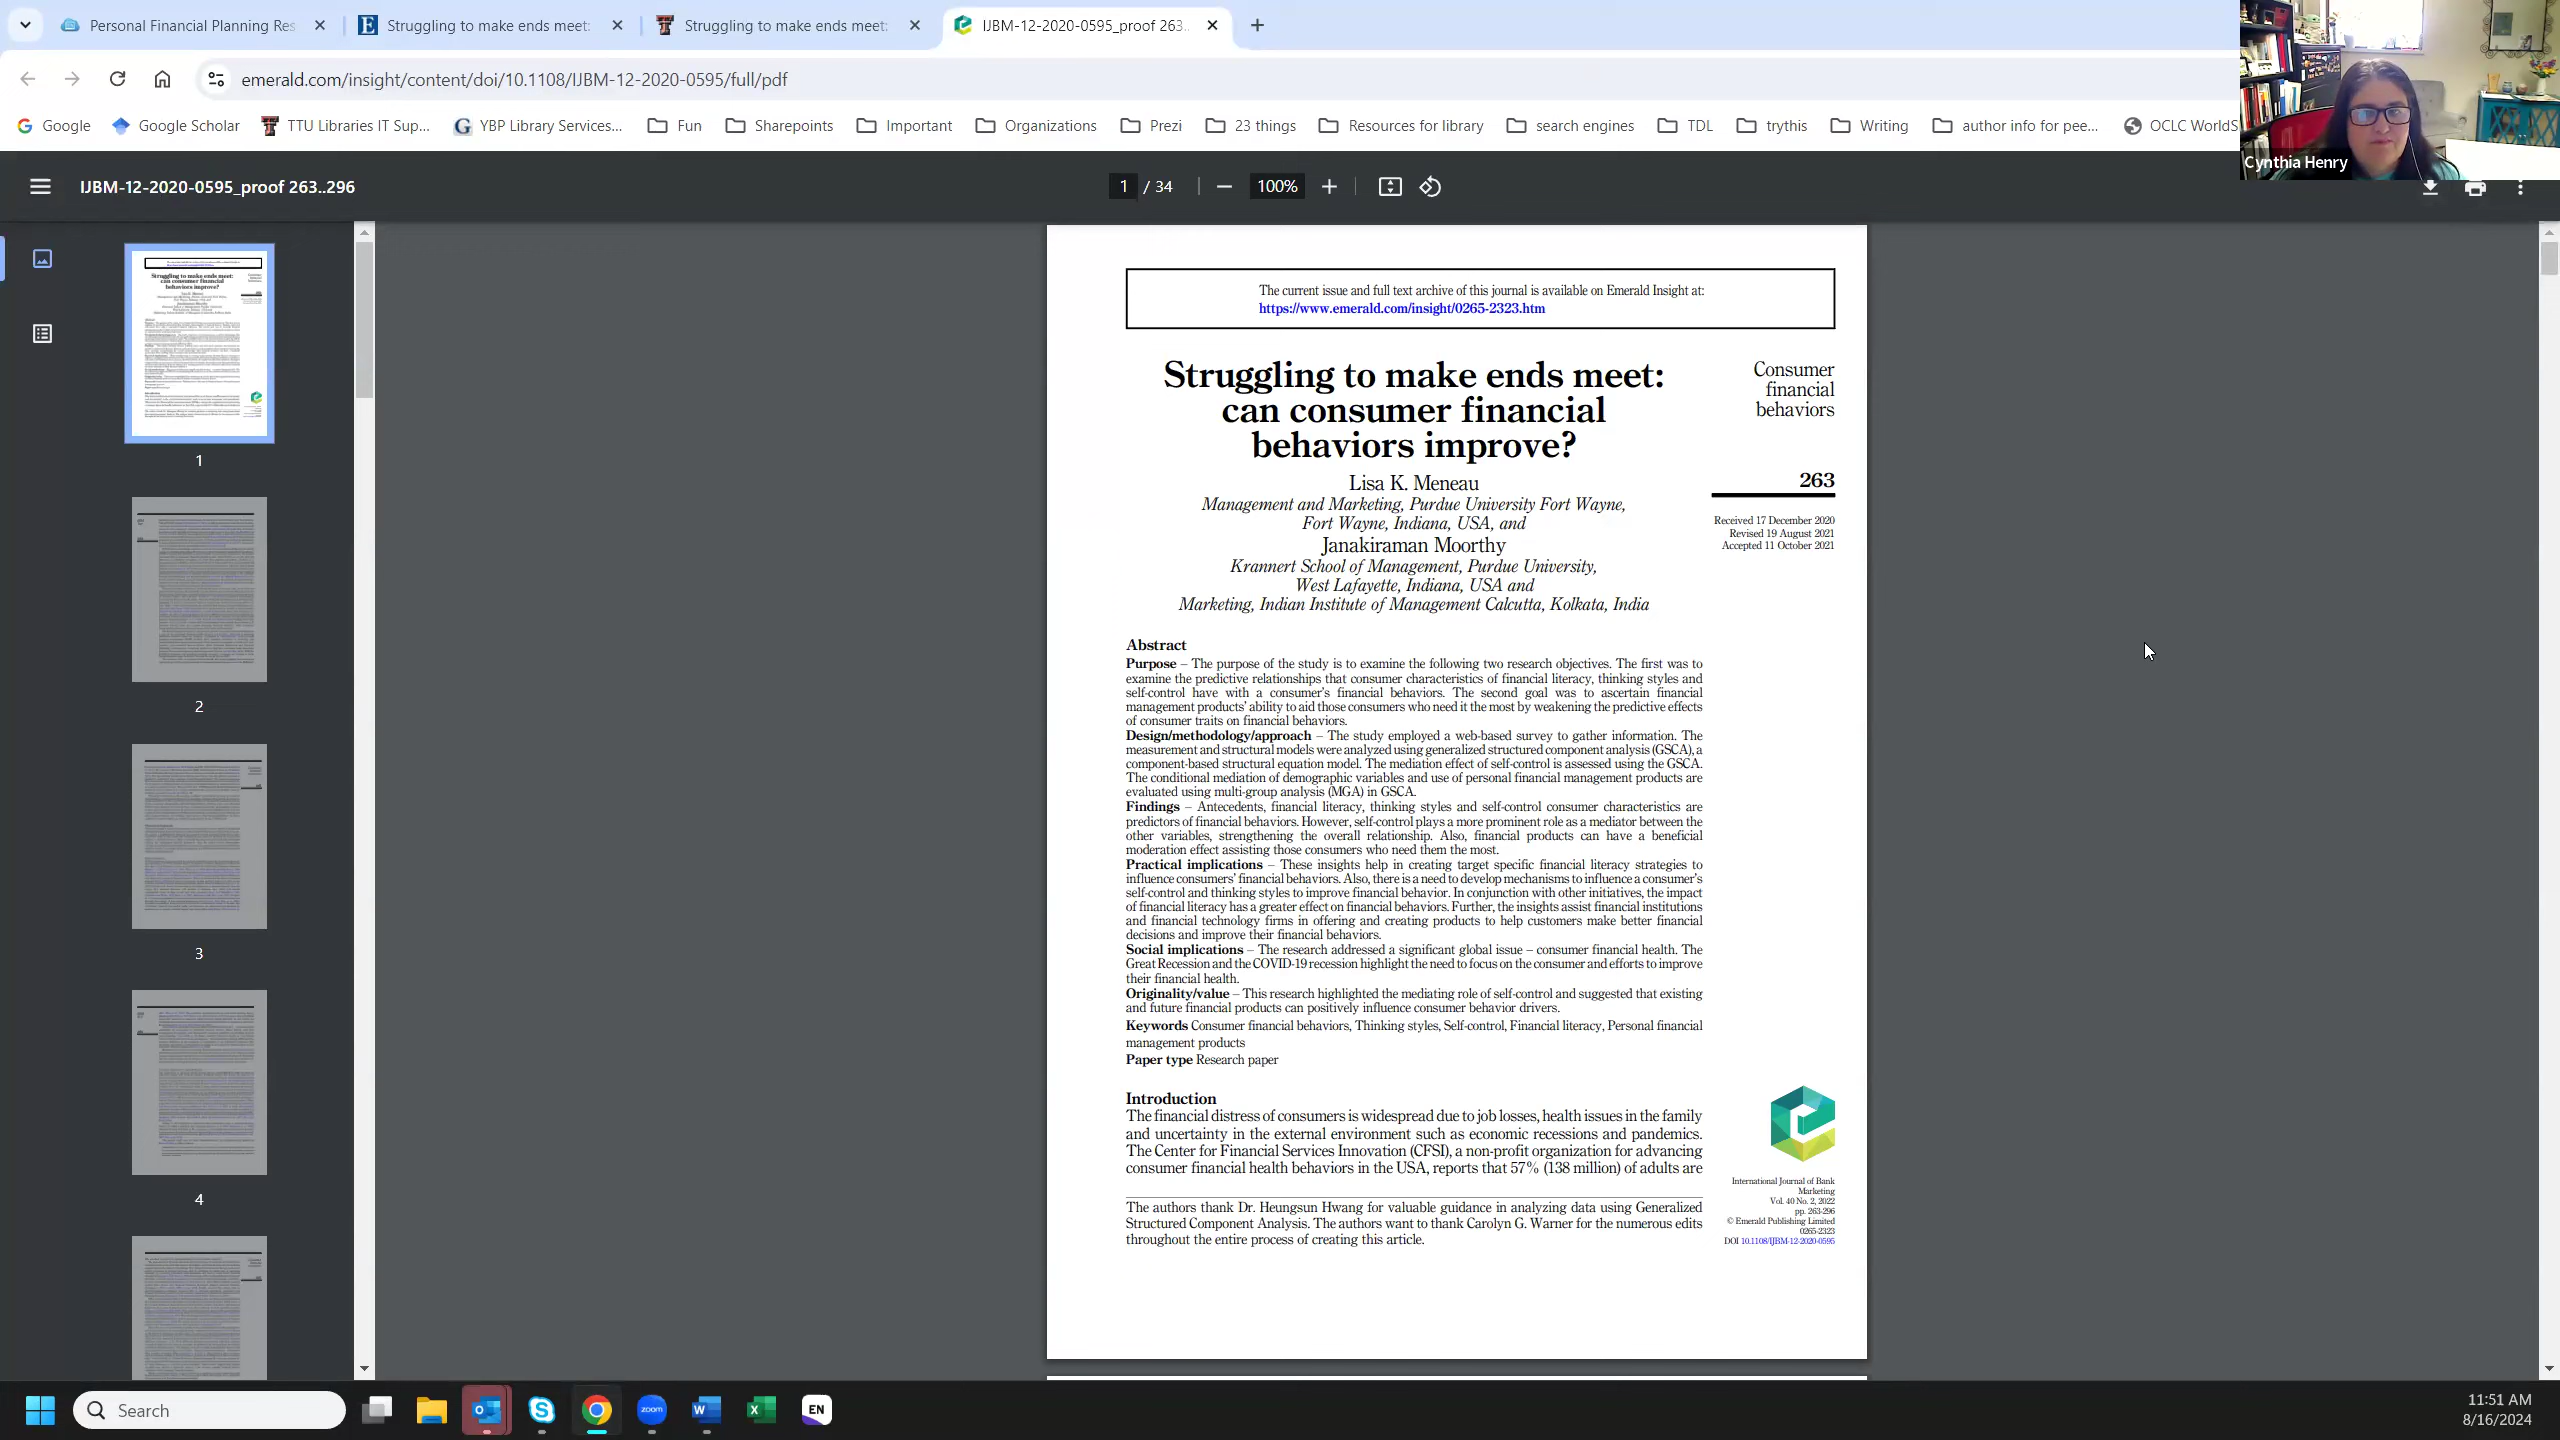 Personal Financial Planning Res
Struggling to make ends meet:
Struggling to make ends meet:
IJBM-12-2020-0595_proof 263..
emerald.com/insight/content/doi/10.1108/IJBM-12-2020-0595/full/pdf
Google
Google Scholar
TTU Libraries IT Sup...
YBP Library Services...
Fun
Sharepoints
Important
Organizations
Prezi
23 things
Resources for library
search engines
TDL
trythis
Writing
author info for pee...
OCLC WorldS
Cynthia Henry
IJBM-12-2020-0595_proof 263..296
1 / 34
100%
1
2
3
4
The current issue and full text archive of this journal is available on Emerald Insight at:
https://www.emerald.com/insight/0265-2323.htm
Struggling to make ends meet:
can consumer financial
behaviors improve?
Lisa K. Meneau
Management and Marketing, Purdue University Fort Wayne,
Fort Wayne, Indiana, USA, and
Janakiraman Moorthy
Krannert School of Management, Purdue University,
West Lafayette, Indiana, USA and
Marketing, Indian Institute of Management Calcutta, Kolkata, India
Consumer
financial
behaviors
263
Received 17 December 2020
Revised 19 August 2021
Accepted 11 October 2021
Abstract
Purpose – The purpose of the study is to examine the following two research objectives. The first was to
examine the predictive relationships that consumer characteristics of financial literacy, thinking styles and
self-control have with a consumer's financial behaviors. The second goal was to ascertain financial
management products' ability to aid those consumers who need it the most by weakening the predictive effects
of consumer traits on financial behaviors.
Design/methodology/approach – The study employed a web-based survey to gather information. The
measurement and structural models were analyzed using generalized structured component analysis (GSCA), a
component-based structural equation model. The mediation effect of self-control is assessed using the GSCA.
The conditional mediation of demographic variables and use of personal financial management products are
evaluated using multi-group analysis (MGA) in GSCA.
Findings – Antecedents, financial literacy, thinking styles and self-control consumer characteristics are
predictors of financial behaviors. However, self-control plays a more prominent role as a mediator between the
other variables, strengthening the overall relationship. Also, financial products can have a beneficial
moderation effect assisting those consumers who need them the most.
Practical implications – These insights help in creating target specific financial literacy strategies to
influence consumers' financial behaviors. Also, there is a need to develop mechanisms to influence a consumer's
self-control and thinking styles to improve financial behavior. In conjunction with other initiatives, the impact
of financial literacy has a greater effect on financial behaviors. Further, the insights assist financial institutions
and financial technology firms in offering and creating products to help customers make better financial
decisions and improve their financial behaviors.
Social implications – The research addressed a significant global issue – consumer financial health. The
Great Recession and the COVID-19 recession highlight the need to focus on the consumer and efforts to improve
their financial health.
Originality/value – This research highlighted the mediating role of self-control and suggested that existing
and future financial products can positively influence consumer behavior drivers.
Keywords Consumer financial behaviors, Thinking styles, Self-control, Financial literacy, Personal financial
management products
Paper type Research paper
Introduction
The financial distress of consumers is widespread due to job losses, health issues in the family
and uncertainty in the external environment such as economic recessions and pandemics.
The Center for Financial Services Innovation (CFSI), a non-profit organization for advancing
consumer financial health behaviors in the USA, reports that 57% (138 million) of adults are
The authors thank Dr. Heungsun Hwang for valuable guidance in analyzing data using Generalized
Structured Component Analysis. The authors want to thank Carolyn G. Warner for the numerous edits
throughout the entire process of creating this article.
International Journal of Bank
Marketing
Vol. 40 No. 2, 2022
pp. 263-296
© Emerald Publishing Limited
0265-2323
DOI 10.1108/IJBM-12-2020-0595
Search
zoom
EN
11:51 AM
8/16/2024